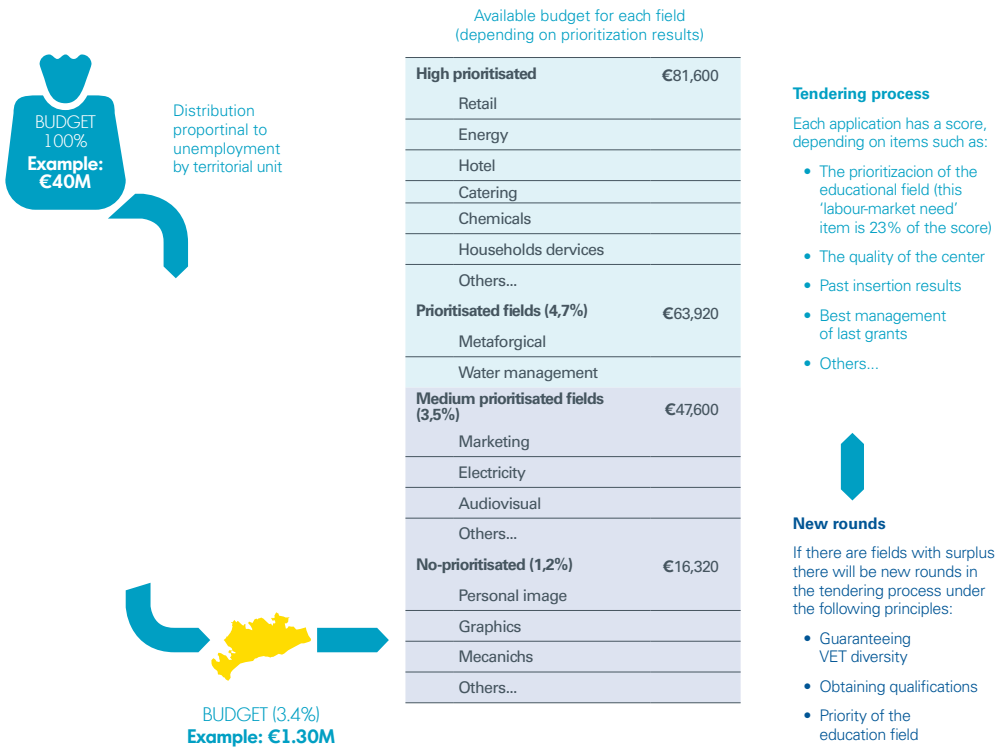 Available budget for each field
(depending on prioritization results)
BUDGET
100%
Example:
€40M
Distribution
proportinal to
unemployment
by territorial unit
High prioritisated €81,600
Retail
Energy
Hotel
Catering
Chemicals
Households dervices
Others...
Prioritisated fields (4,7%) €63,920
Metaforgical
Water management
Medium prioritisated fields
(3,5%) €47,600
Marketing
Electricity
Audiovisual
Others...
No-prioritisated (1,2%) €16,320
Personal image
Graphics
Mecanichs
Others...
BUDGET (3.4%)
Example: €1.30M
Tendering process
Each application has a score,
depending on items such as:
• The prioritizacion of the
educational field (this
‘labour-market need’
item is 23% of the score)
• The quality of the center
• Past insertion results
• Best management
of last grants
• Others...
New rounds
If there are fields with surplus
there will be new rounds in
the tendering process under
the following principles:
• Guaranteeing
VET diversity
• Obtaining qualifications
• Priority of the
education field